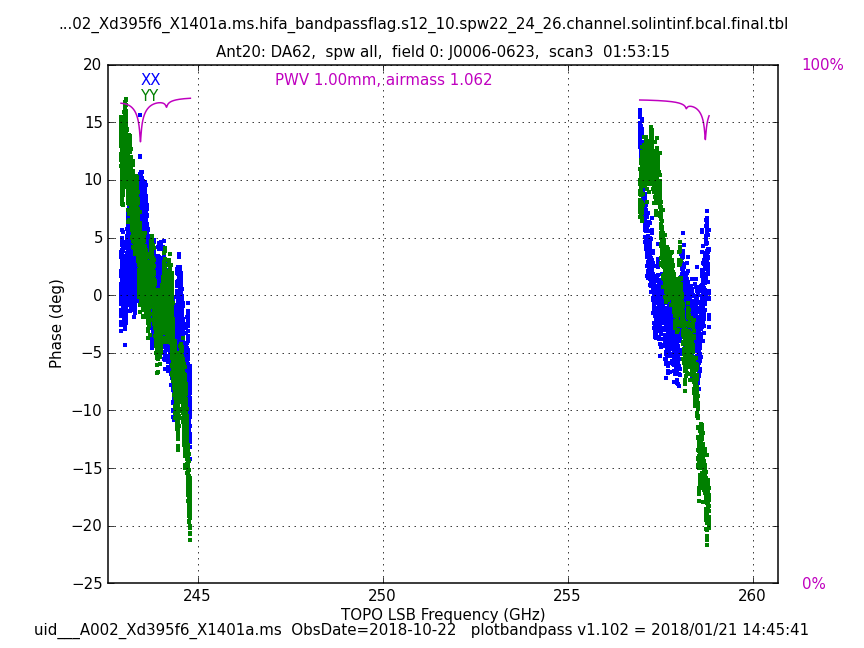 ...02_Xd395f6_X1401a.ms.hifa_bandpassflag.s12_10.spw22_24_26.channel.solintinf.bcal.final.tbl
Ant20: DA62, spw all, field 0: J0006-0623, scan3 01:53:15
20
15
10
5
0
−5
−10
−15
−20
−25
Phase (deg)
XX
YY
PWV 1.00mm, airmass 1.062
100%
0%
245
250
255
260
TOPO LSB Frequency (GHz)
uid___A002_Xd395f6_X1401a.ms ObsDate=2018-10-22 plotbandpass v1.102 = 2018/01/21 14:45:41